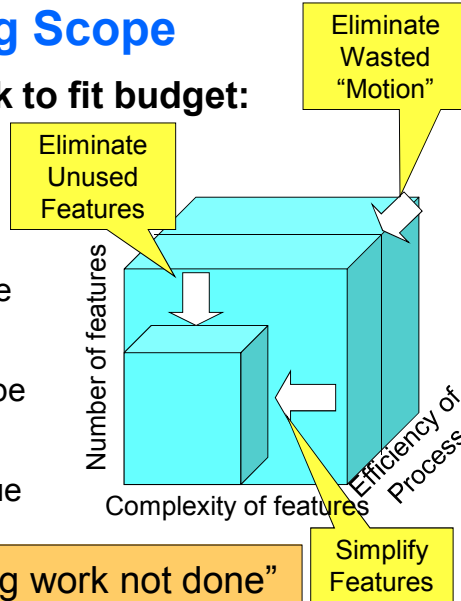 g Scope
k to fit budget:
Eliminate
Wasted
“Motion”
Eliminate
Unused
Features
e
pe
ue
Number of features
Complexity of features
Efficiency of
Process
Simplify
Features
g work not done”